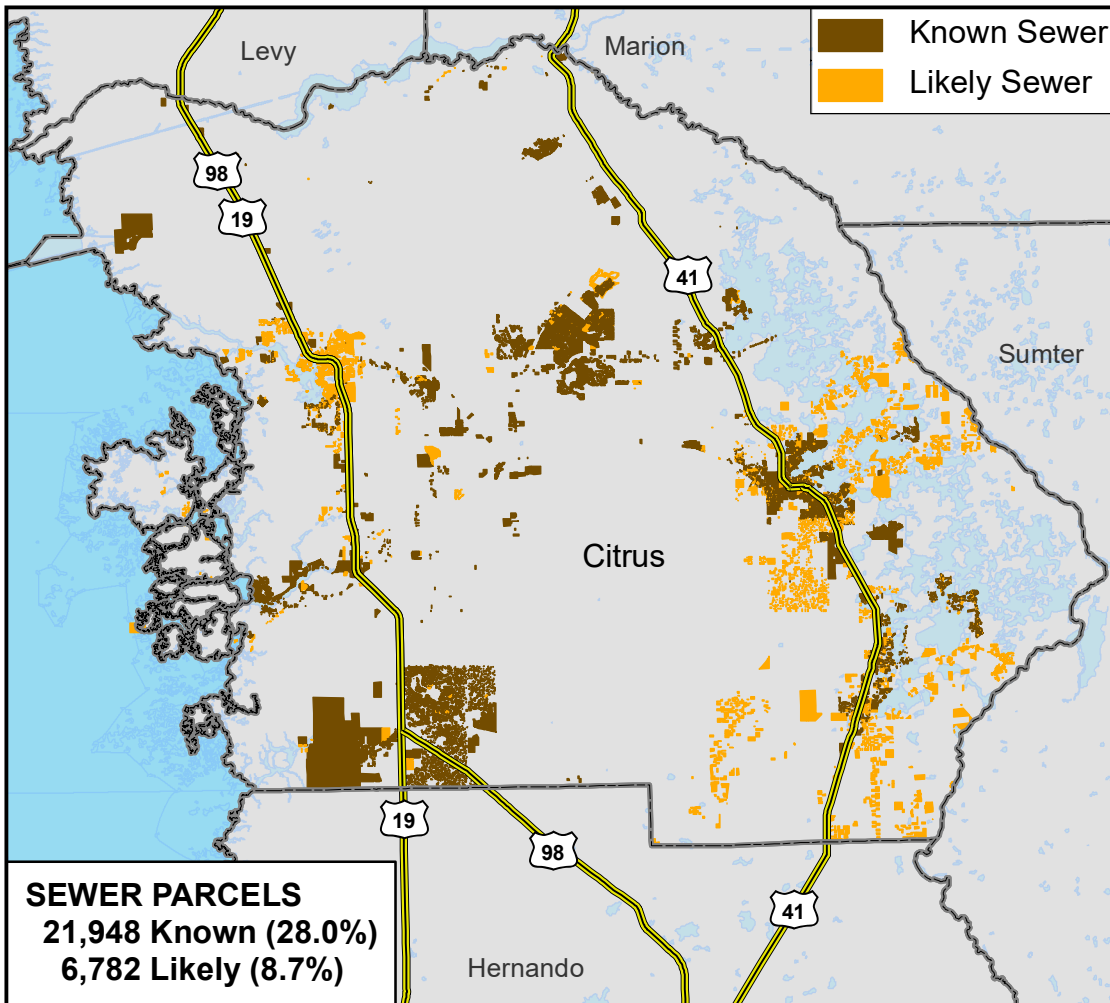 Known Sewer
Likely Sewer
Levy
Marion
98
19
41
Sumter
Citrus
19
98
41
Hernando
SEWER PARCELS
21,948 Known (28.0%)
6,782 Likely (8.7%)